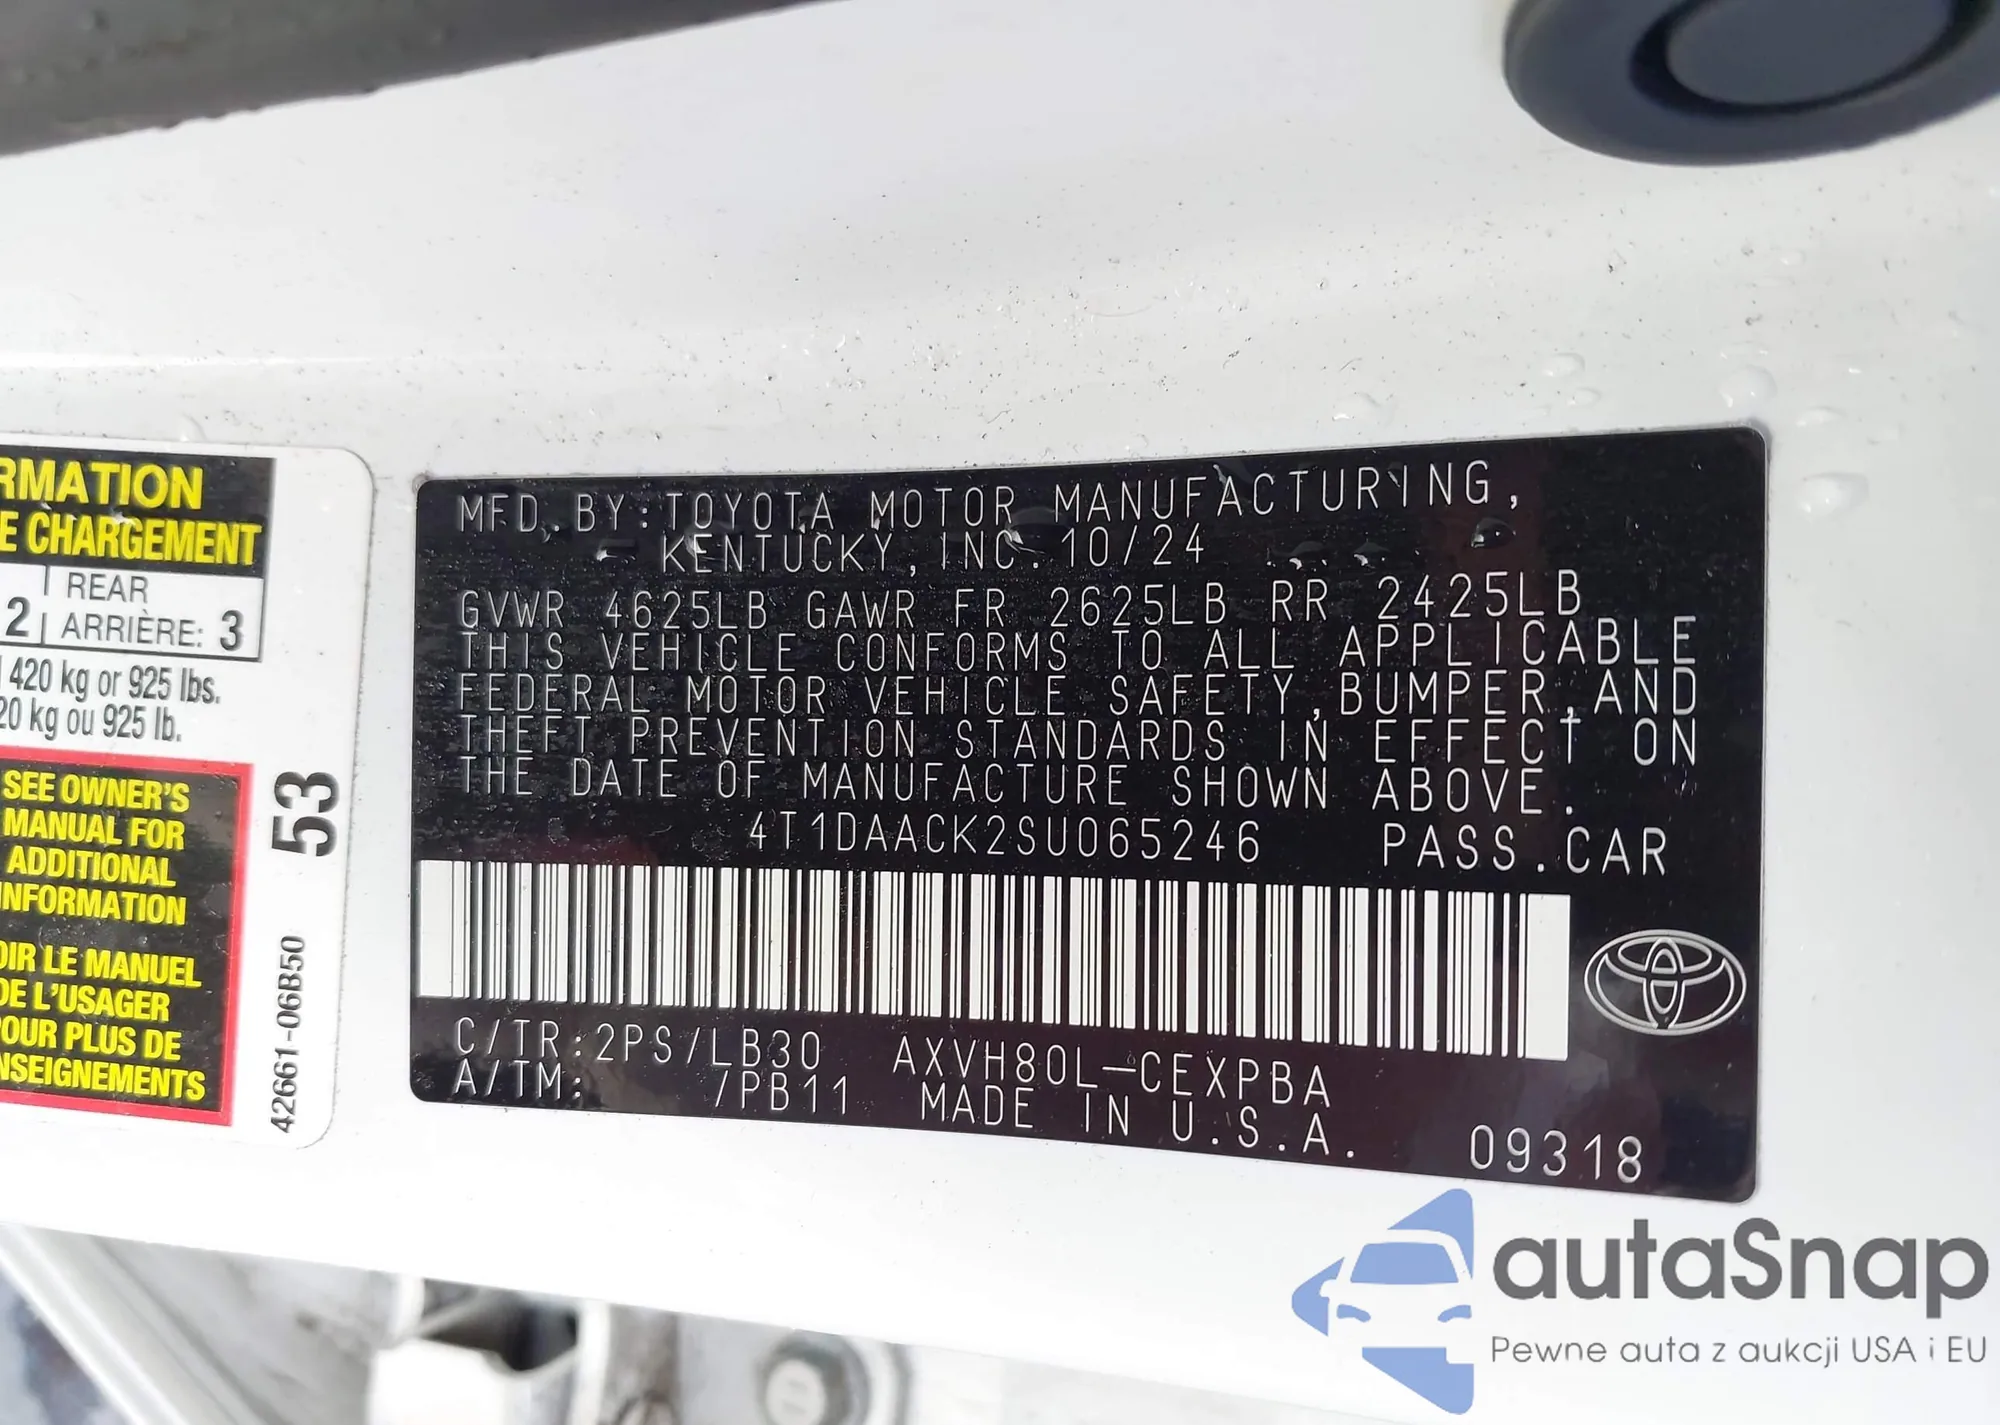 RMATION
E CHARGEMENT
2 REAR
ARRIÈRE: 3
420 kg or 925 lbs.
20 kg ou 925 lb.
SEE OWNER'S
MANUAL FOR
ADDITIONAL
INFORMATION
OIR LE MANUEL
DE L'USAGER
POUR PLUS DE
NSEIGNEMENTS
53
42661-06B50
MFD. BY: TOYOTA MOTOR MANUFACTURING,
KENTUCKY, INC. 10/24
GVWR 4625LB GAWR FR 2625LB RR 2425LB
THIS VEHICLE CONFORMS TO ALL APPLICABLE
FEDERAL MOTOR VEHICLE SAFETY, BUMPER, AND
THEFT PREVENTION STANDARDS IN EFFECT ON
THE DATE OF MANUFACTURE SHOWN ABOVE.
4T1DAACK2SU065246 PASS.CAR
C/TR:2PS/LB30 AXVH80L-CEXPBA
A/TM: /PB11 MADE IN U.S.A.
09318
autaSnap
Pewne auta z aukcji USA i EU